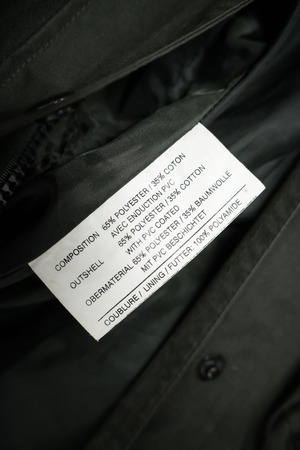 COMPOSITION 65% POLYESTER / 35% COTON
AVEC ENDUCTION PVC
OUTSHELL 65% POLYESTER / 35% COTTON
WITH PVC COATED
OBERMATERIAL 65% POLYESTER / 35% BAUMWOLLE
MIT PVC BESCHICHTET
COUBLURE / LINING / FUTTER: 100% POLYAMIDE